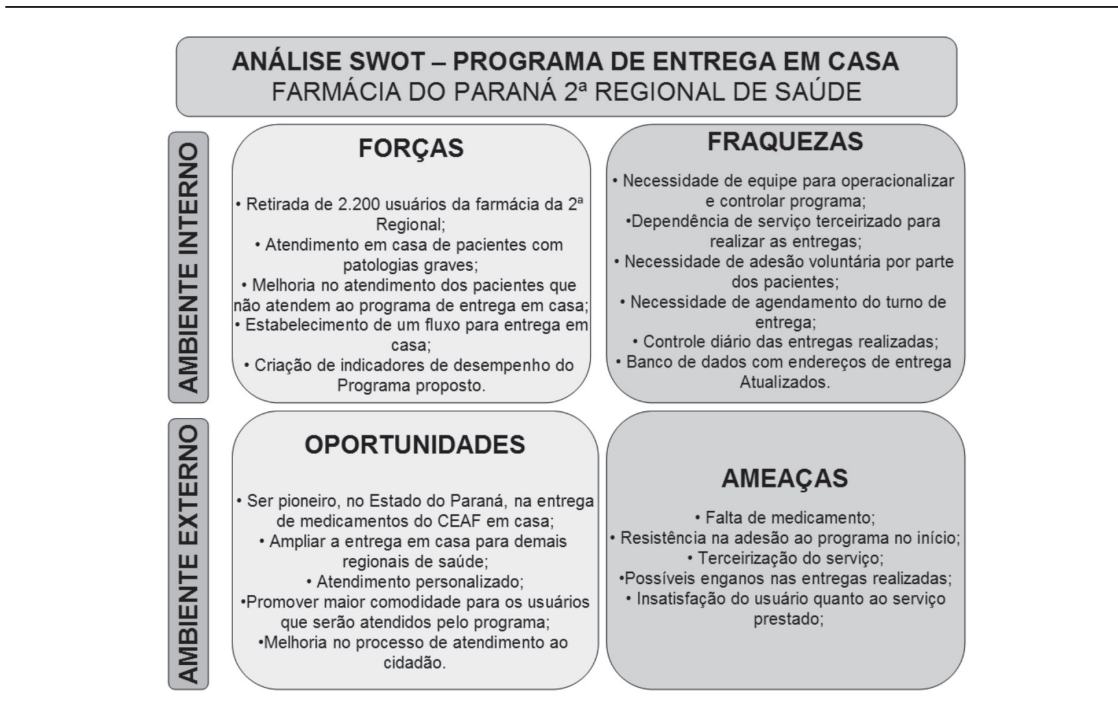 ANÁLISE SWOT – PROGRAMA DE ENTREGA EM CASA
FARMÁCIA DO PARANÁ 2ª REGIONAL DE SAÚDE
AMBIENTE INTERNO
FORÇAS
• Retirada de 2.200 usuários da farmácia da 2ª
Regional;
• Atendimento em casa de pacientes com
patologias graves;
• Melhoria no atendimento dos pacientes que
não atendem ao programa de entrega em casa;
• Estabelecimento de um fluxo para entrega em
casa;
• Criação de indicadores de desempenho do
Programa proposto.
FRAQUEZAS
• Necessidade de equipe para operacionalizar
e controlar programa;
•Dependência de serviço terceirizado para
realizar as entregas;
• Necessidade de adesão voluntária por parte
dos pacientes;
• Necessidade de agendamento do turno de
entrega;
• Controle diário das entregas realizadas;
• Banco de dados com endereços de entrega
Atualizados.
AMBIENTE EXTERNO
OPORTUNIDADES
• Ser pioneiro, no Estado do Paraná, na entrega
de medicamentos do CEAF em casa;
• Ampliar a entrega em casa para demais
regionais de saúde;
• Atendimento personalizado;
•Promover maior comodidade para os usuários
que serão atendidos pelo programa;
•Melhoria no processo de atendimento ao
cidadão.
AMEAÇAS
• Falta de medicamento;
• Resistência na adesão ao programa no início;
• Terceirização do serviço;
•Possíveis enganos nas entregas realizadas;
• Insatisfação do usuário quanto ao serviço
prestado;